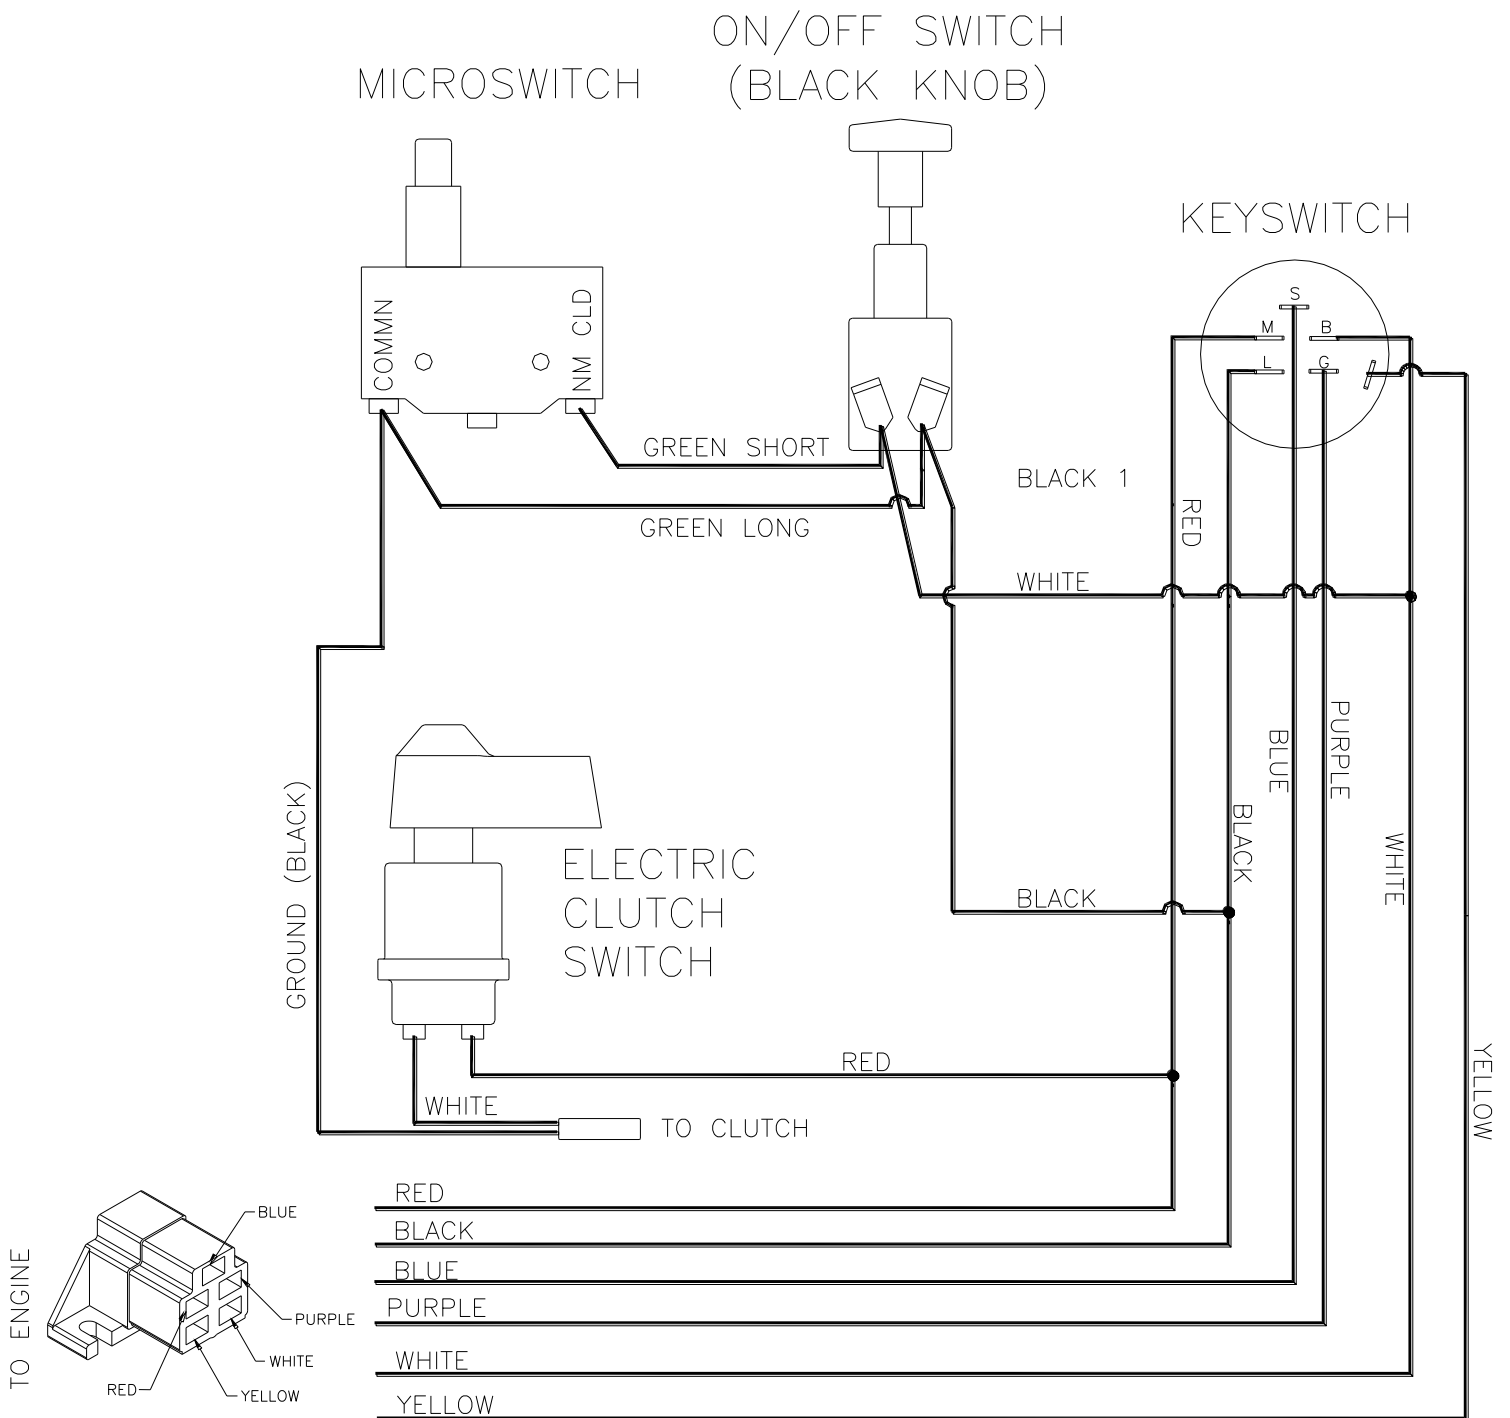 ON/OFF SWITCH
(BLACK KNOB)
MICROSWITCH
KEYSWITCH
COMMN
NM CLD
S
M
B
L
G
GREEN SHORT
GREEN LONG
BLACK 1
RED
WHITE
PURPLE
BLUE
BLACK
WHITE
GROUND (BLACK)
ELECTRIC
CLUTCH
SWITCH
BLACK
RED
YELLOW
WHITE
TO CLUTCH
RED
BLACK
BLUE
PURPLE
WHITE
YELLOW
TO ENGINE
BLUE
PURPLE
WHITE
RED
YELLOW